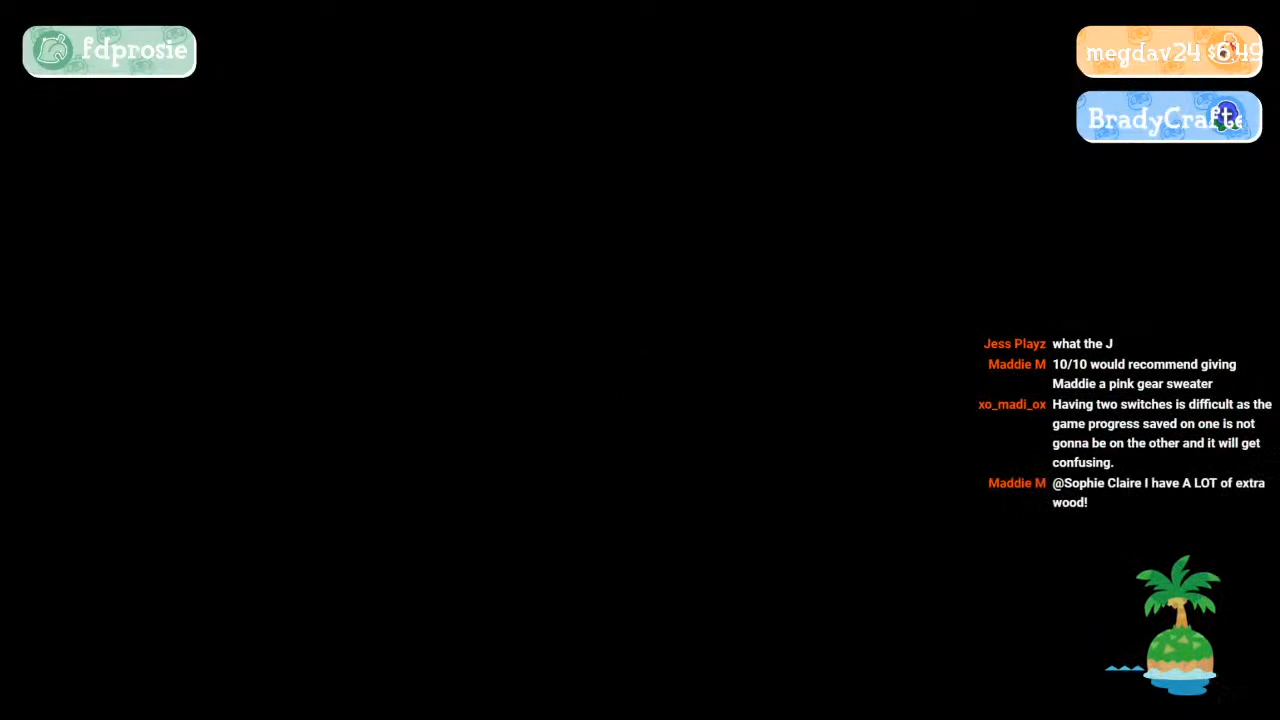 fdprosie
megdav24 $6.49
BradyCrafte
Jess Playz what the J
Maddie M 10/10 would recommend giving
Maddie a pink gear sweater
xo_madi_ox Having two switches is difficult as the
game progress saved on one is not
gonna be on the other and it will get
confusing.
Maddie M @Sophie Claire I have A LOT of extra
wood!